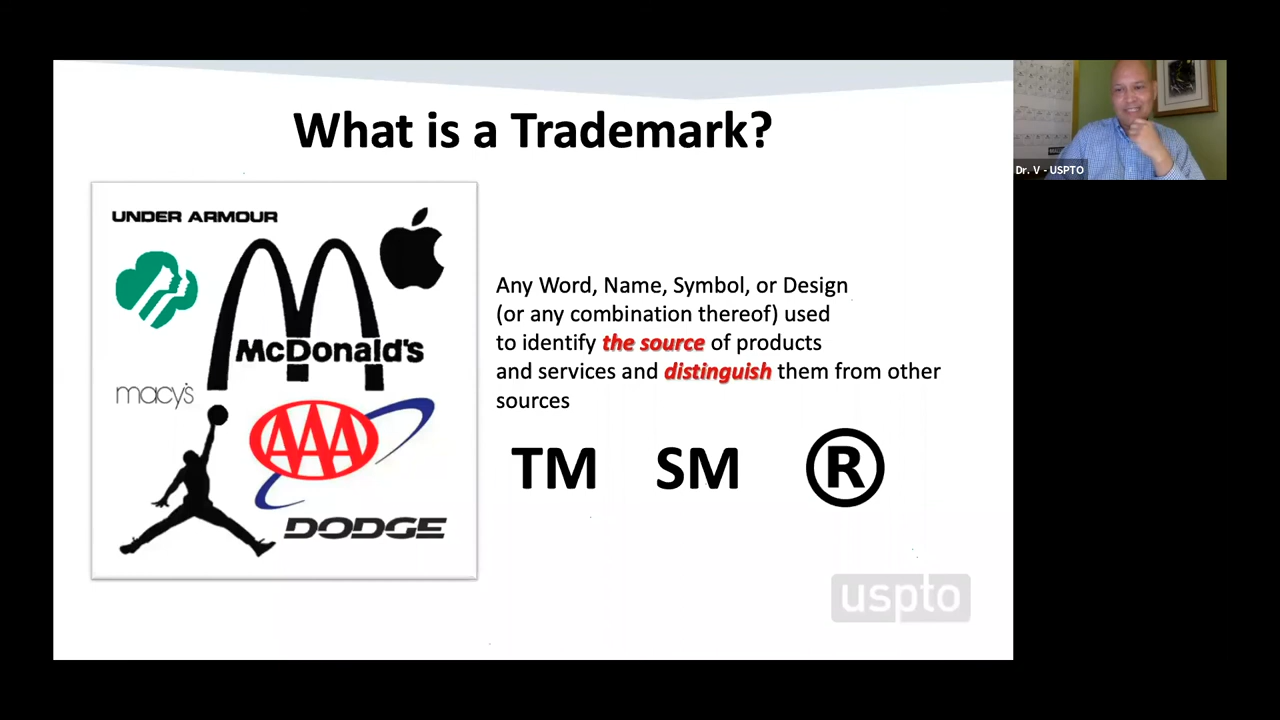 What is a Trademark?
UNDER ARMOUR
McDonald's
macy's
AAA
DODGE
Any Word, Name, Symbol, or Design
(or any combination thereof) used
to identify the source of products
and services and distinguish them from other
sources
TM SM ®
uspto
Dr. V - USPTO